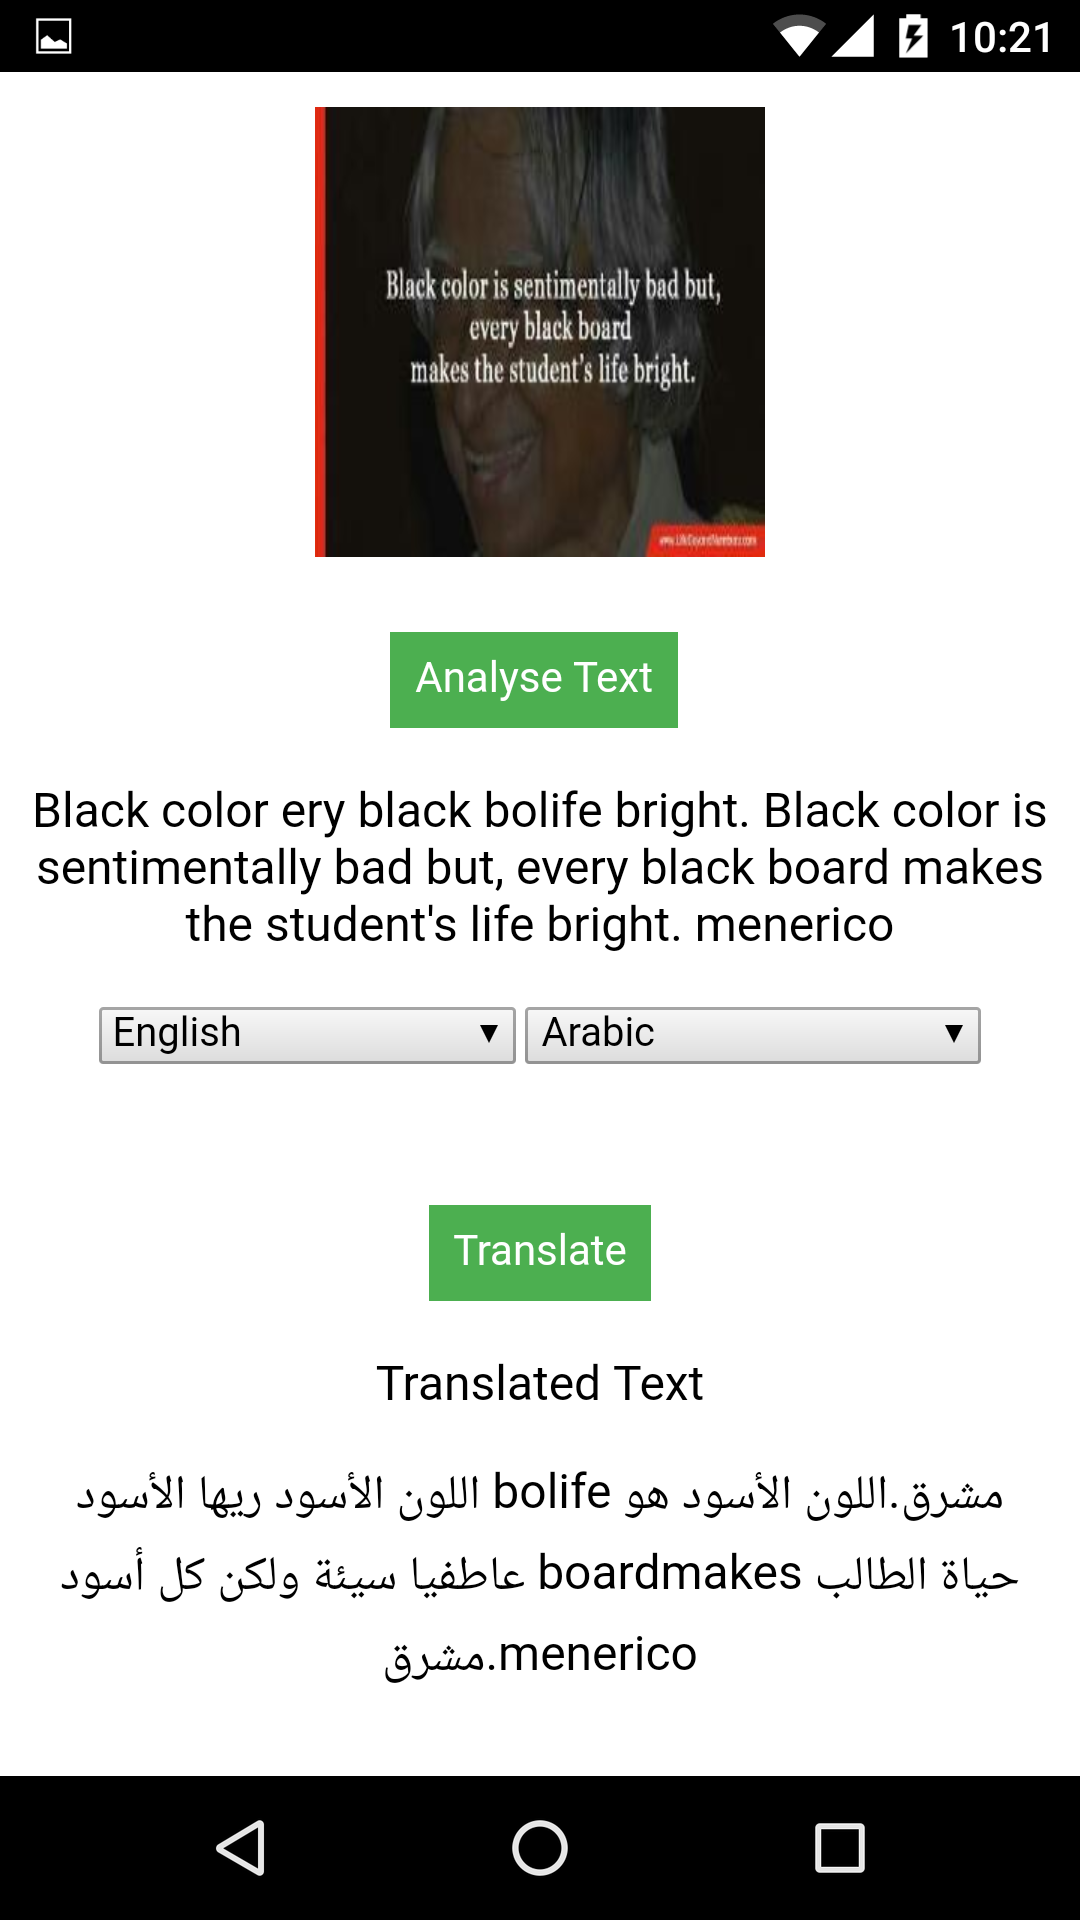 10:21
Black color is sentimentally bad but,
every black board
makes the student's life bright.
www.LifeBeyondNumbers.com
Analyse Text
Black color ery black bolife bright. Black color is
sentimentally bad but, every black board makes
the student's life bright. menerico
English ▼ Arabic ▼
Translate
Translated Text
اللون الأسود ريها الأسود bolife مشرق.اللون الأسود هو
عاطفيا سيئة ولكن كل أسود boardmakes حياة الطالب
مشرق.menerico